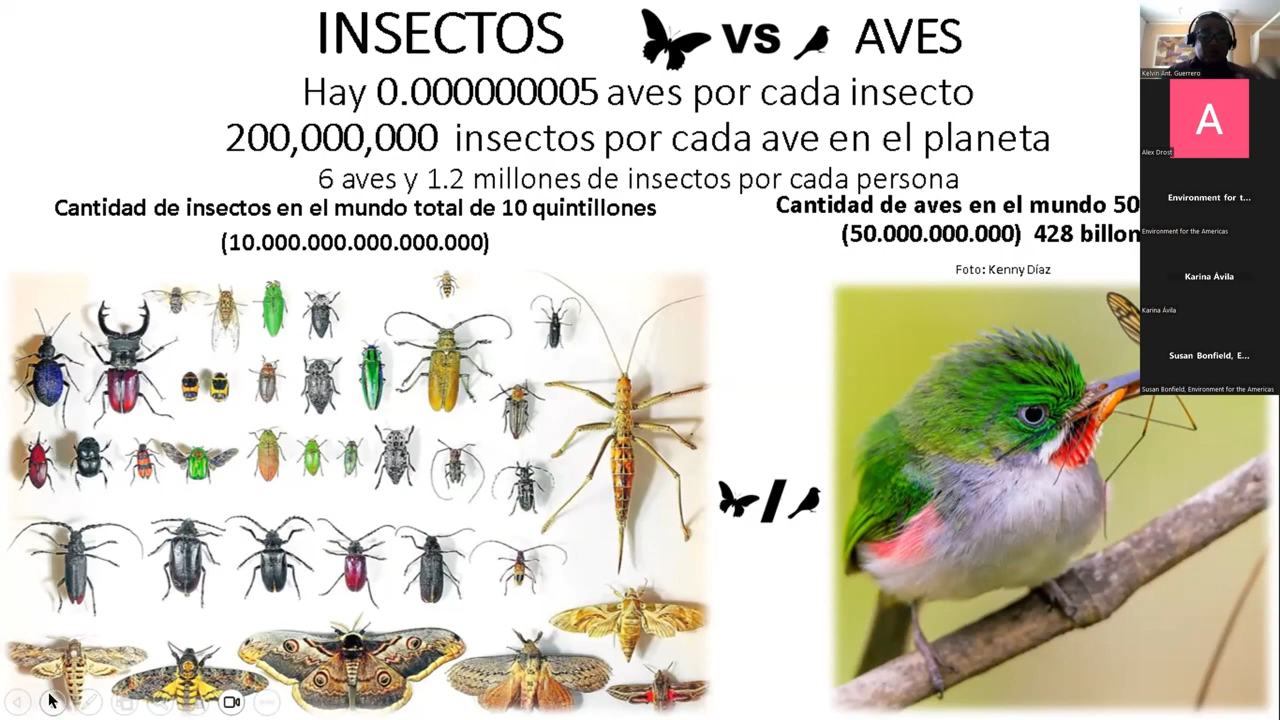 INSECTOS VS AVES
Hay 0.000000005 aves por cada insecto
200,000,000 insectos por cada ave en el planeta
6 aves y 1.2 millones de insectos por cada persona
Cantidad de insectos en el mundo total de 10 quintillones
(10.000.000.000.000.000)
Cantidad de aves en el mundo 50
(50.000.000.000) 428 billon
Foto: Kenny Díaz
/
Kelvin Ant. Guerrero
A
Alex Drost
Environment for t...
Environment for the Americas
Karina Ávila
Karina Ávila
Susan Bonfield, E...
Susan Bonfield, Environment for the Americas